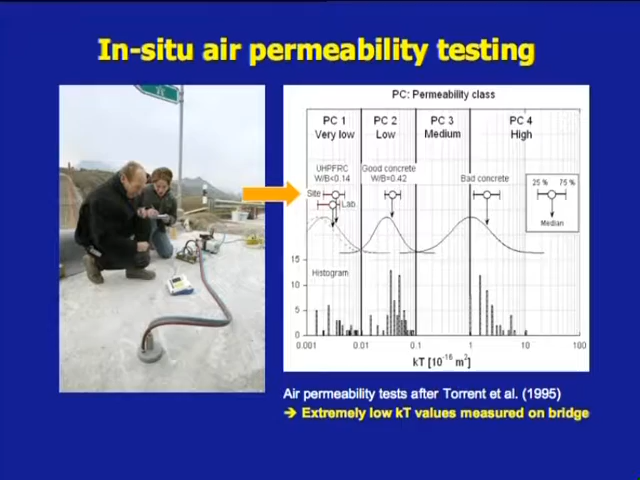 In-situ air permeability testing
PC: Permeability class
PC 1 PC 2 PC 3 PC 4
Very low Low Medium High
UHPFRC Good concrete Bad concrete
W/B<0.14 W/B=0.42
25 % 75 %
Site
Lab
Median
Histogram
15
10
5
0
0.001 0.01 0.1 1 10 100
kT [10⁻¹⁶ m²]
Air permeability tests after Torrent et al. (1995)
➔ Extremely low kT values measured on bridge